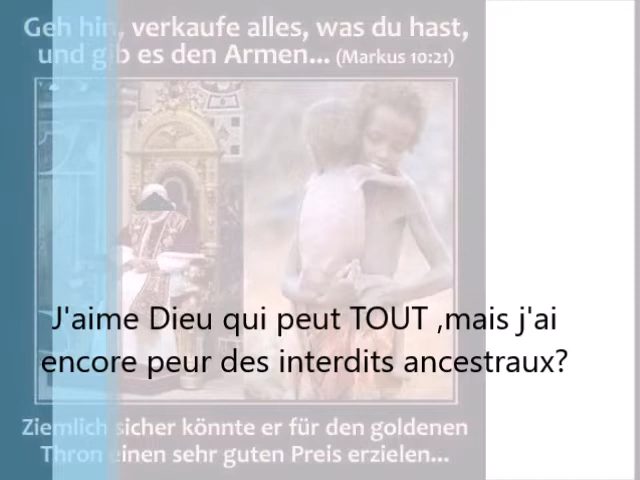 Geh hin, verkaufe alles, was du hast,
und gib es den Armen... (Markus 10:21)
J'aime Dieu qui peut TOUT ,mais j'ai
encore peur des interdits ancestraux?
Ziemlich sicher könnte er für den goldenen
Thron einen sehr guten Preis erzielen...